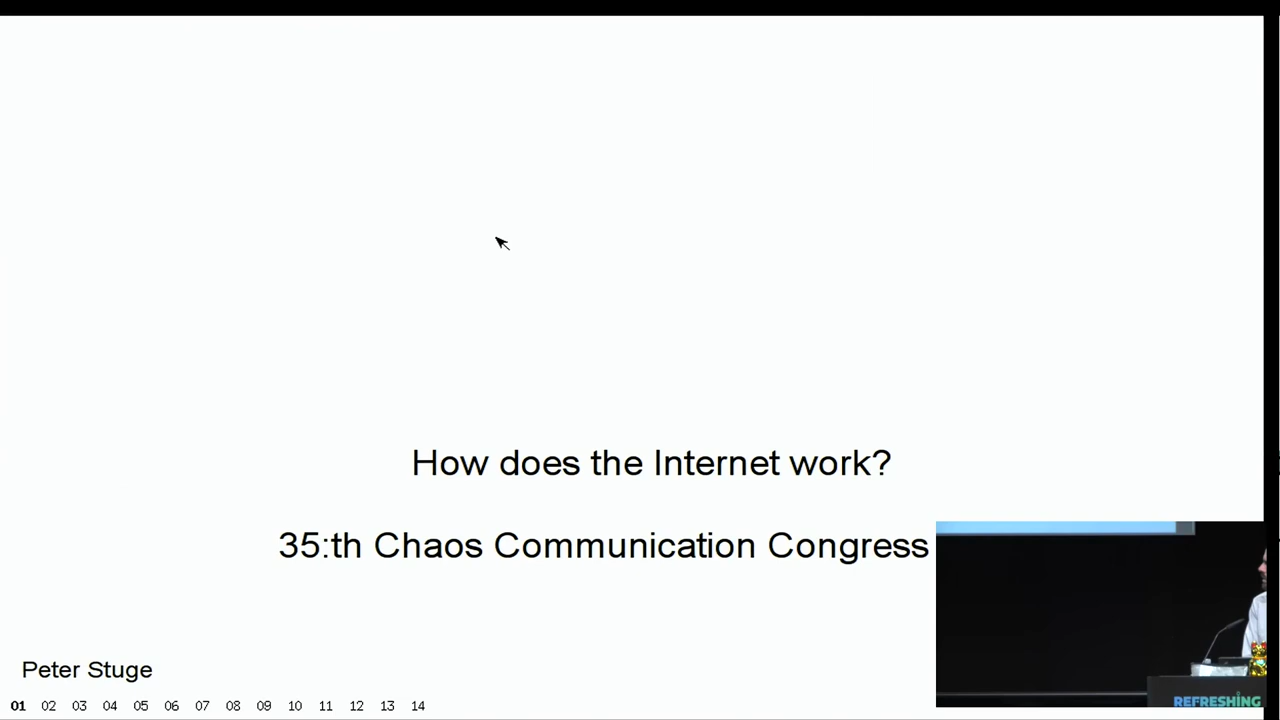 How does the Internet work?
35:th Chaos Communication Congress
Peter Stuge
01 02 03 04 05 06 07 08 09 10 11 12 13 14
REFRESHING